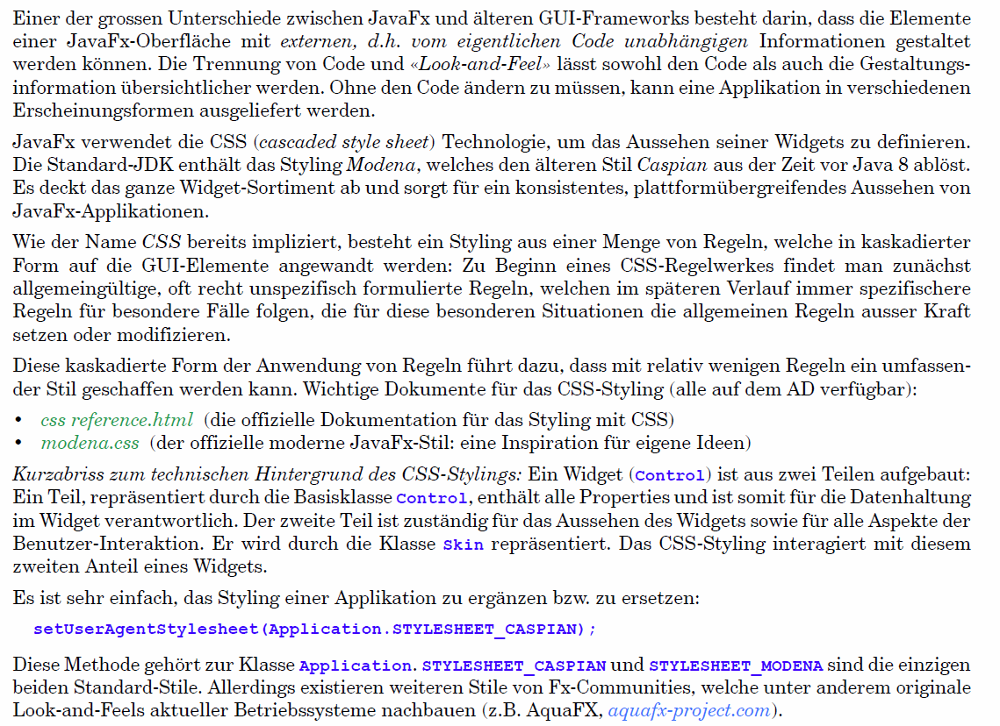 Einer der grossen Unterschiede zwischen JavaFx und älteren GUI-Frameworks besteht darin, dass die Elemente
einer JavaFx-Oberfläche mit externen, d.h. vom eigentlichen Code unabhängigen Informationen gestaltet
werden können. Die Trennung von Code und «Look-and-Feel» lässt sowohl den Code als auch die Gestaltungs-
information übersichtlicher werden. Ohne den Code ändern zu müssen, kann eine Applikation in verschiedenen
Erscheinungsformen ausgeliefert werden.
JavaFx verwendet die CSS (cascaded style sheet) Technologie, um das Aussehen seiner Widgets zu definieren.
Die Standard-JDK enthält das Styling Modena, welches den älteren Stil Caspian aus der Zeit vor Java 8 ablöst.
Es deckt das ganze Widget-Sortiment ab und sorgt für ein konsistentes, plattformübergreifendes Aussehen von
JavaFx-Applikationen.
Wie der Name CSS bereits impliziert, besteht ein Styling aus einer Menge von Regeln, welche in kaskadierter
Form auf die GUI-Elemente angewandt werden: Zu Beginn eines CSS-Regelwerkes findet man zunächst
allgemeingültige, oft recht unspezifisch formulierte Regeln, welchen im späteren Verlauf immer spezifischere
Regeln für besondere Fälle folgen, die für diese besonderen Situationen die allgemeinen Regeln ausser Kraft
setzen oder modifizieren.
Diese kaskadierte Form der Anwendung von Regeln führt dazu, dass mit relativ wenigen Regeln ein umfassen-
der Stil geschaffen werden kann. Wichtige Dokumente für das CSS-Styling (alle auf dem AD verfügbar):
• css reference.html (die offizielle Dokumentation für das Styling mit CSS)
• modena.css (der offizielle moderne JavaFx-Stil: eine Inspiration für eigene Ideen)
Kurzabriss zum technischen Hintergrund des CSS-Stylings: Ein Widget (Control) ist aus zwei Teilen aufgebaut:
Ein Teil, repräsentiert durch die Basisklasse Control, enthält alle Properties und ist somit für die Datenhaltung
im Widget verantwortlich. Der zweite Teil ist zuständig für das Aussehen des Widgets sowie für alle Aspekte der
Benutzer-Interaktion. Er wird durch die Klasse Skin repräsentiert. Das CSS-Styling interagiert mit diesem
zweiten Anteil eines Widgets.
Es ist sehr einfach, das Styling einer Applikation zu ergänzen bzw. zu ersetzen:
setUserAgentStylesheet(Application.STYLESHEET_CASPIAN);
Diese Methode gehört zur Klasse Application. STYLESHEET_CASPIAN und STYLESHEET_MODENA sind die einzigen
beiden Standard-Stile. Allerdings existieren weiteren Stile von Fx-Communities, welche unter anderem originale
Look-and-Feels aktueller Betriebssysteme nachbauen (z.B. AquaFX, aquafx-project.com).